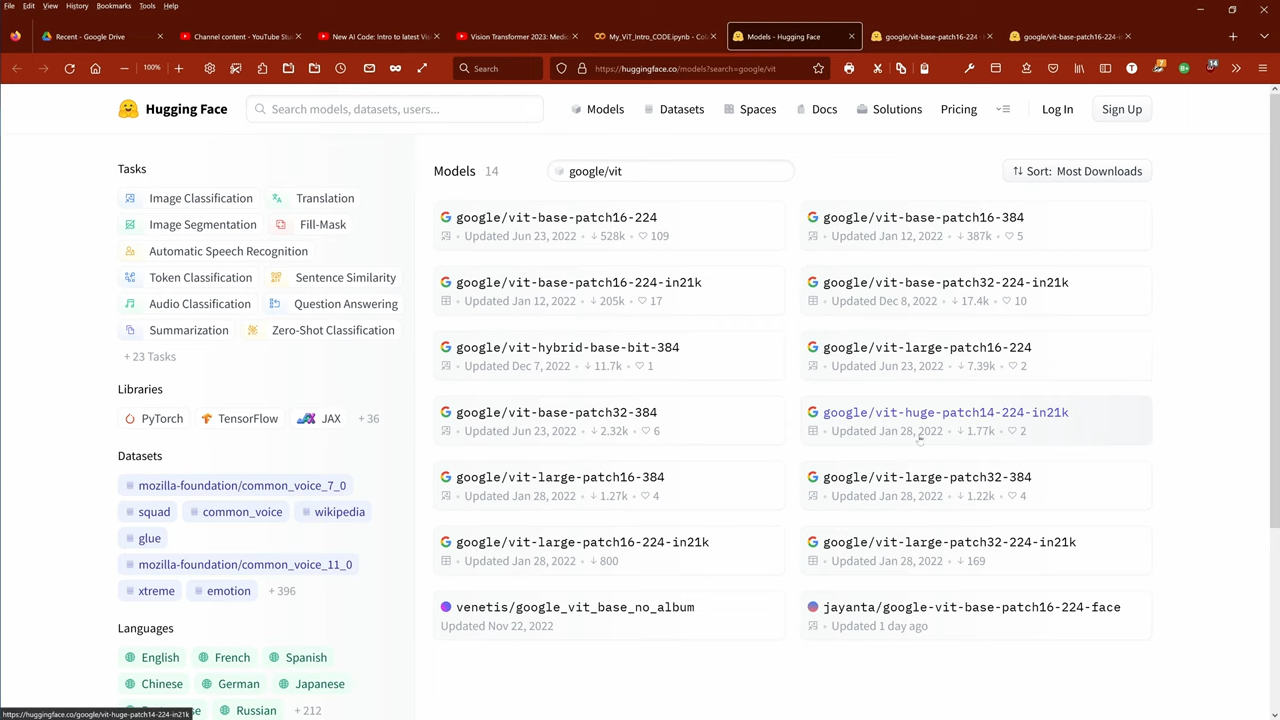 File Edit View History Bookmarks Tools Help
Recent - Google Drive
Channel content - YouTube Stu
New AI Code: Intro to latest Vis
Vision Transformer 2023: Medic
My_ViT_Intro_CODE.ipynb - Col
Models - Hugging Face
google/vit-base-patch16-224
google/vit-base-patch16-224-in
100%
Search
https://huggingface.co/models?search=google/vit
14
Hugging Face
Search models, datasets, users...
Models
Datasets
Spaces
Docs
Solutions
Pricing
Log In
Sign Up
Tasks
Image Classification Translation
Image Segmentation Fill-Mask
Automatic Speech Recognition
Token Classification Sentence Similarity
Audio Classification Question Answering
Summarization Zero-Shot Classification
+ 23 Tasks
Libraries
PyTorch TensorFlow JAX + 36
Datasets
mozilla-foundation/common_voice_7_0
squad common_voice wikipedia
glue
mozilla-foundation/common_voice_11_0
xtreme emotion + 396
Languages
English French Spanish
Chinese German Japanese
Russian + 212
Models 14
google/vit
Sort: Most Downloads
google/vit-base-patch16-224
Updated Jun 23, 2022 • 528k • 109
google/vit-base-patch16-384
Updated Jan 12, 2022 • 387k • 5
google/vit-base-patch16-224-in21k
Updated Jan 12, 2022 • 205k • 17
google/vit-base-patch32-224-in21k
Updated Dec 8, 2022 • 17.4k • 10
google/vit-hybrid-base-bit-384
Updated Dec 7, 2022 • 11.7k • 1
google/vit-large-patch16-224
Updated Jun 23, 2022 • 7.39k • 2
google/vit-base-patch32-384
Updated Jun 23, 2022 • 2.32k • 6
google/vit-huge-patch14-224-in21k
Updated Jan 28, 2022 • 1.77k • 2
google/vit-large-patch16-384
Updated Jan 28, 2022 • 1.27k • 4
google/vit-large-patch32-384
Updated Jan 28, 2022 • 1.22k • 4
google/vit-large-patch16-224-in21k
Updated Jan 28, 2022 • 800
google/vit-large-patch32-224-in21k
Updated Jan 28, 2022 • 169
venetis/google_vit_base_no_album
Updated Nov 22, 2022
jayanta/google-vit-base-patch16-224-face
Updated 1 day ago
https://huggingface.co/google/vit-huge-patch14-224-in21k